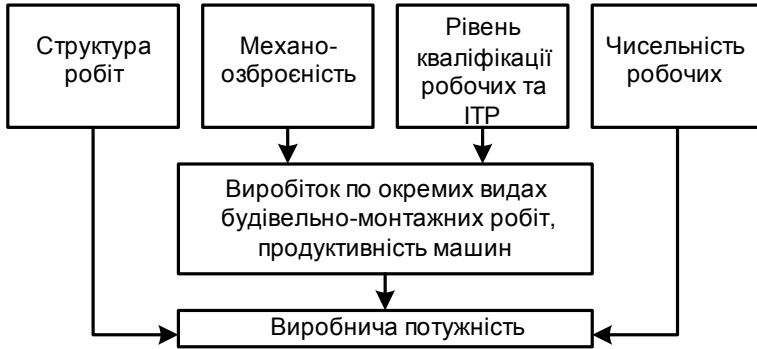 Структура
робіт
Механо-
озброєність
Рівень
кваліфікації
робочих та
ІТР
Чисельність
робочих
Виробіток по окремих видах
будівельно-монтажних робіт,
продуктивність машин
Виробнича потужність